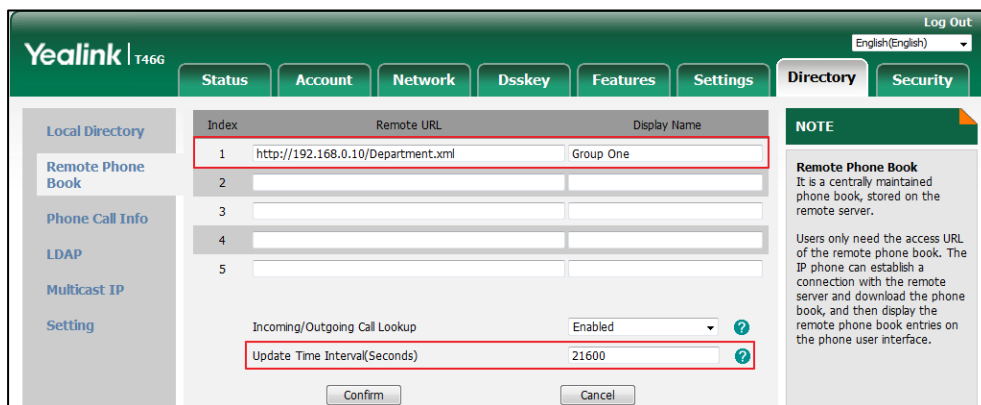 Log Out
Yealink T46G
English(English)
Status Account Network Dsskey Features Settings Directory Security
Local Directory
Remote Phone
Book
Phone Call Info
LDAP
Multicast IP
Setting
Index Remote URL Display Name
1 http://192.168.0.10/Department.xml Group One
2
3
4
5
Incoming/Outgoing Call Lookup Enabled ?
Update Time Interval(Seconds) 21600 ?
Confirm Cancel
NOTE
Remote Phone Book
It is a centrally maintained
phone book, stored on the
remote server.
Users only need the access URL
of the remote phone book. The
IP phone can establish a
connection with the remote
server and download the phone
book, and then display the
remote phone book entries on
the phone user interface.